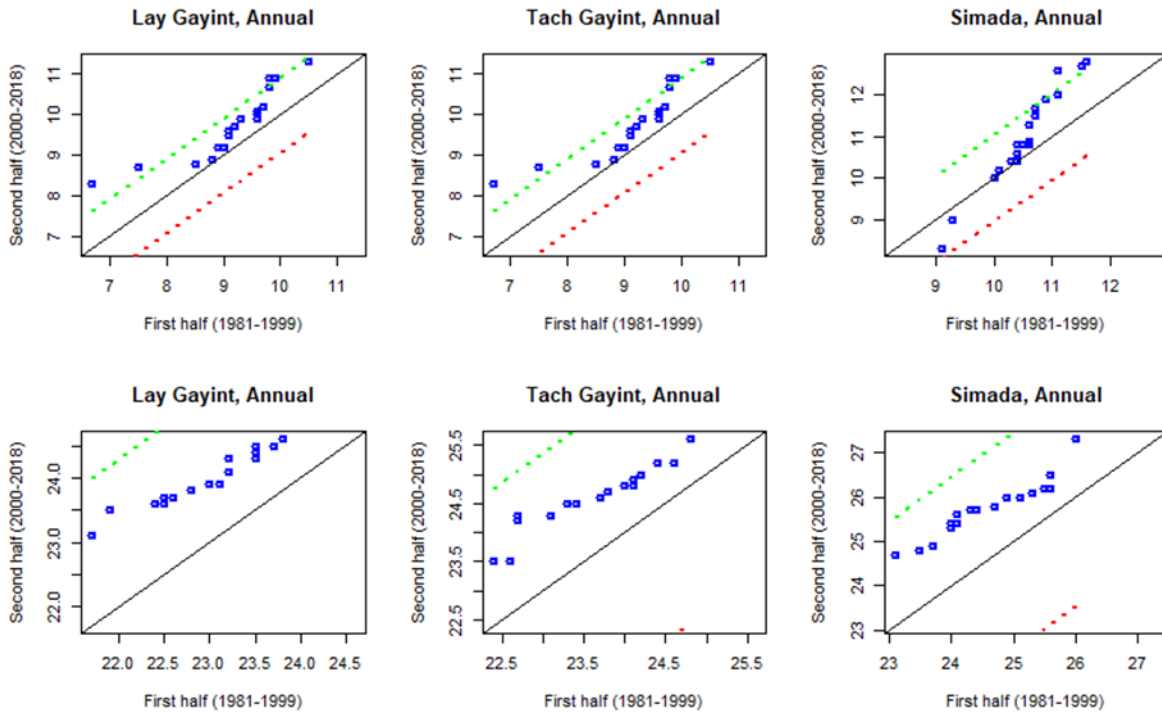 Lay Gayint, Annual
Second half (2000-2018)
11
10
9
8
7
7 8 9 10 11
First half (1981-1999)
Tach Gayint, Annual
Second half (2000-2018)
11
10
9
8
7
7 8 9 10 11
First half (1981-1999)
Simada, Annual
Second half (2000-2018)
12
11
10
9
9 10 11 12
First half (1981-1999)
Lay Gayint, Annual
Second half (2000-2018)
24.0
23.0
22.0
22.0 22.5 23.0 23.5 24.0 24.5
First half (1981-1999)
Tach Gayint, Annual
Second half (2000-2018)
25.5
24.5
23.5
22.5
22.5 23.5 24.5 25.5
First half (1981-1999)
Simada, Annual
Second half (2000-2018)
27
26
25
24
23
23 24 25 26 27
First half (1981-1999)